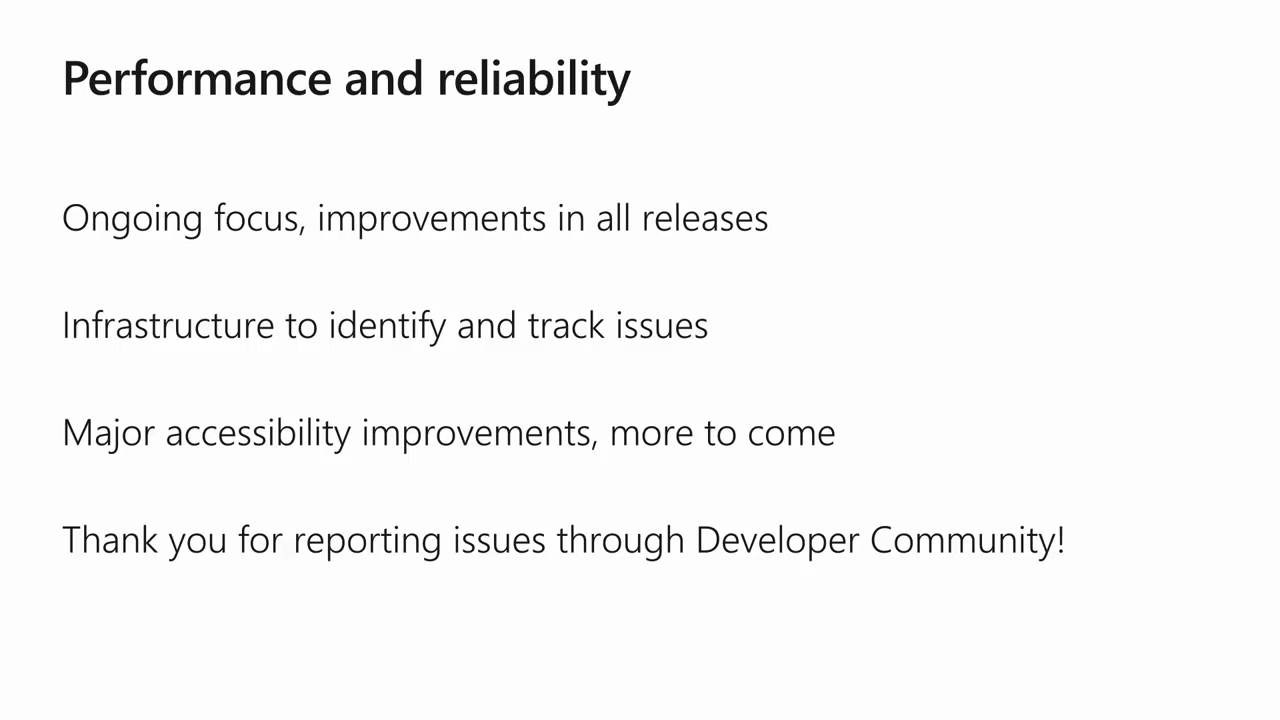 Performance and reliability
Ongoing focus, improvements in all releases
Infrastructure to identify and track issues
Major accessibility improvements, more to come
Thank you for reporting issues through Developer Community!